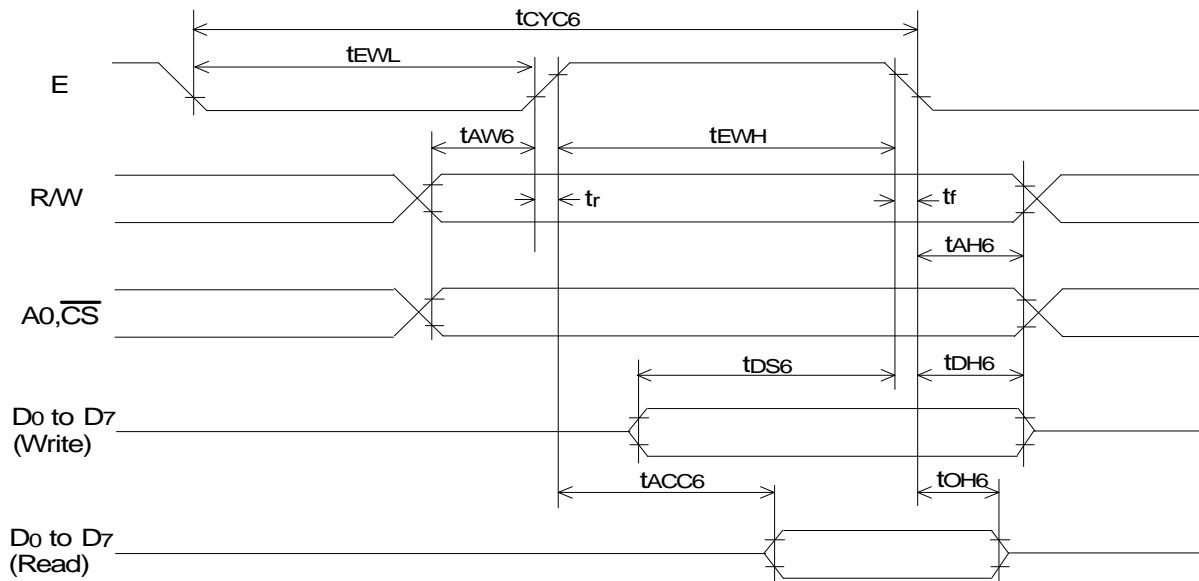 tCYC6
tEWL
E
tAW6
tEWH
R/W
tr
tf
tAH6
A0,CS
tDS6
tDH6
D0 to D7
(Write)
tACC6
tOH6
D0 to D7
(Read)